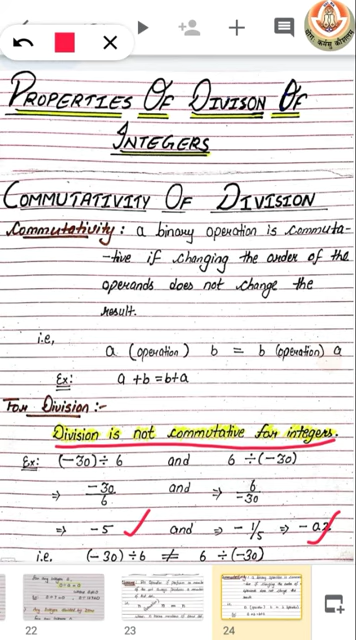 PROPERTIES OF DIVISON OF
INTEGERS
COMMUTATIVITY OF DIVISION
Commutativity : a binary operation is commuta-
-tive if changing the order of the
operands does not change the
result.
i.e,
a (operation) b = b (operation) a
Ex: a + b = b+a
For Division :-
Division is not commutative for integers.
Ex: (-30) ÷ 6 and 6 ÷ (-30)
⇒ -30/6 and ⇒ 6/-30
⇒ -5 and ⇒ -1/5 ⇒ -0.2
i.e. (-30) ÷ 6 ≠ 6 ÷ (-30)
22
23
24